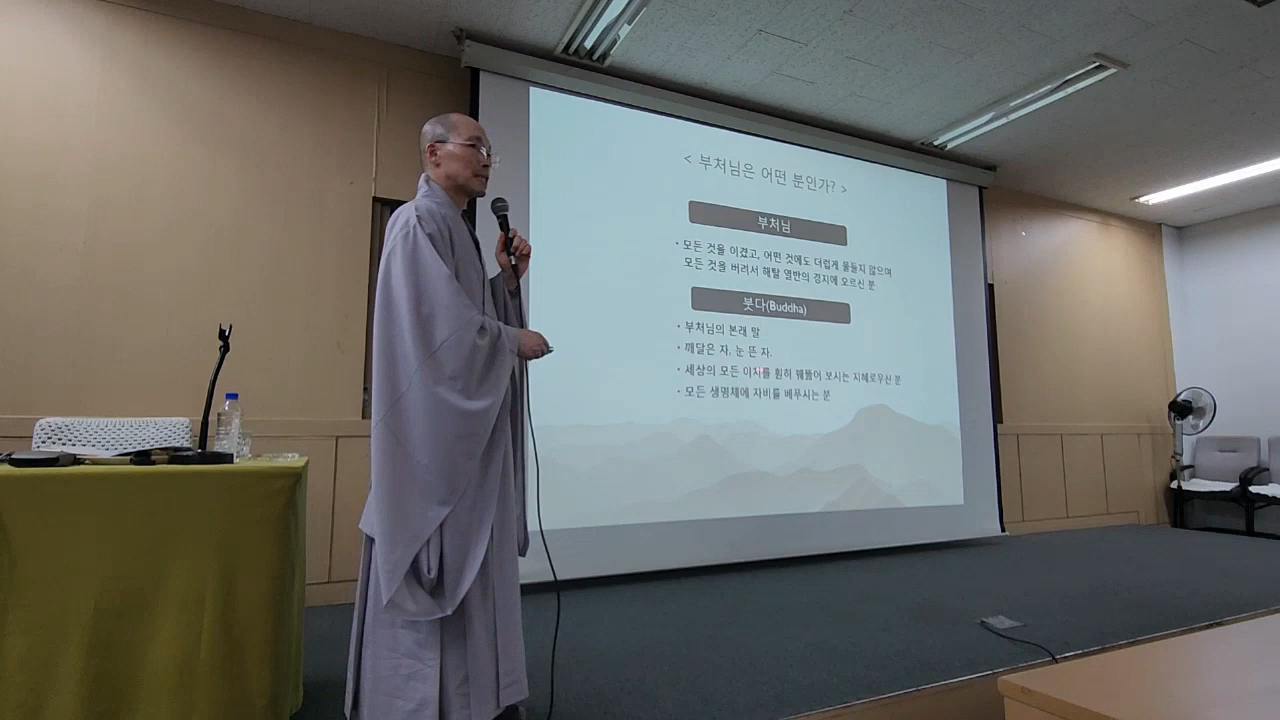 < 부처님은 어떤 분인가? >
부처님
• 모든 것을 이겼고, 어떤 것에도 더럽게 물들지 않으며
모든 것을 버려서 해탈 열반의 경지에 오르신 분
붓다(Buddha)
• 부처님의 본래 말
• 깨달은 자, 눈 뜬 자.
• 세상의 모든 이치를 훤히 꿰뚫어 보시는 지혜로우신 분
• 모든 생명체에 자비를 베푸시는 분